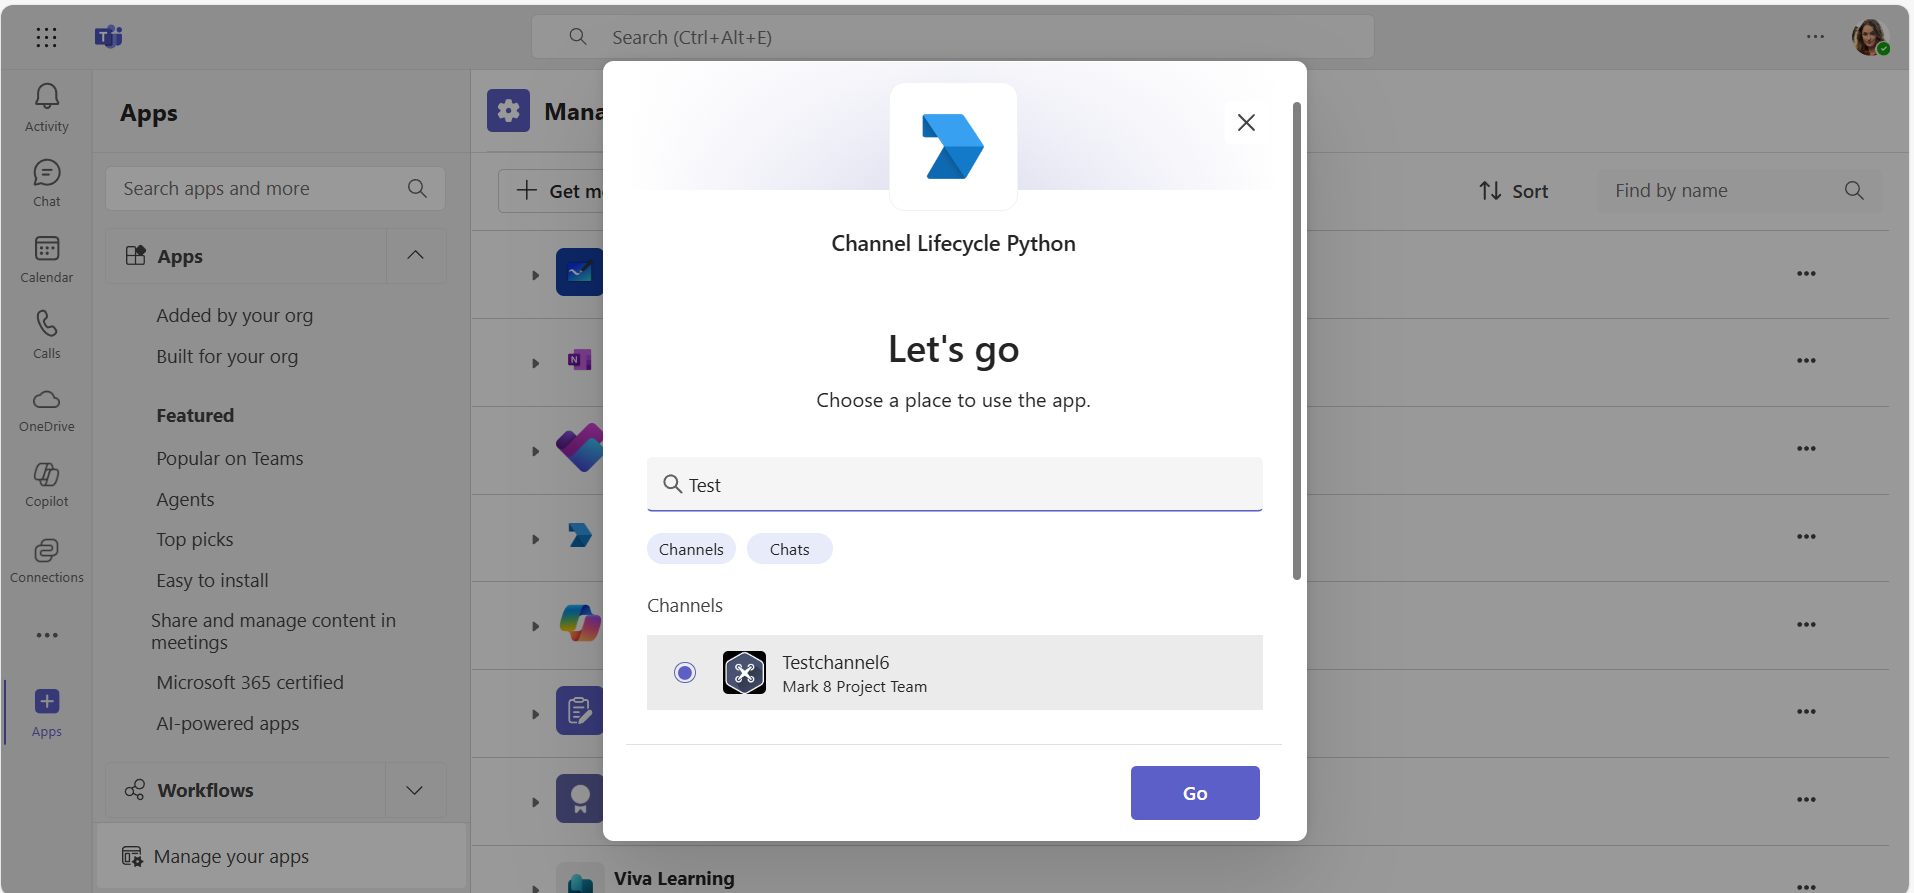 Search (Ctrl+Alt+E)
Activity
Chat
Calendar
Calls
OneDrive
Copilot
Connections
Apps
Apps
Search apps and more
Apps
Added by your org
Built for your org
Featured
Popular on Teams
Agents
Top picks
Easy to install
Share and manage content in
meetings
Microsoft 365 certified
AI-powered apps
Workflows
Manage your apps
Mana
Get m
Sort
Find by name
Viva Learning
Channel Lifecycle Python
Let's go
Choose a place to use the app.
Test
Channels Chats
Channels
Testchannel6
Mark 8 Project Team
Go